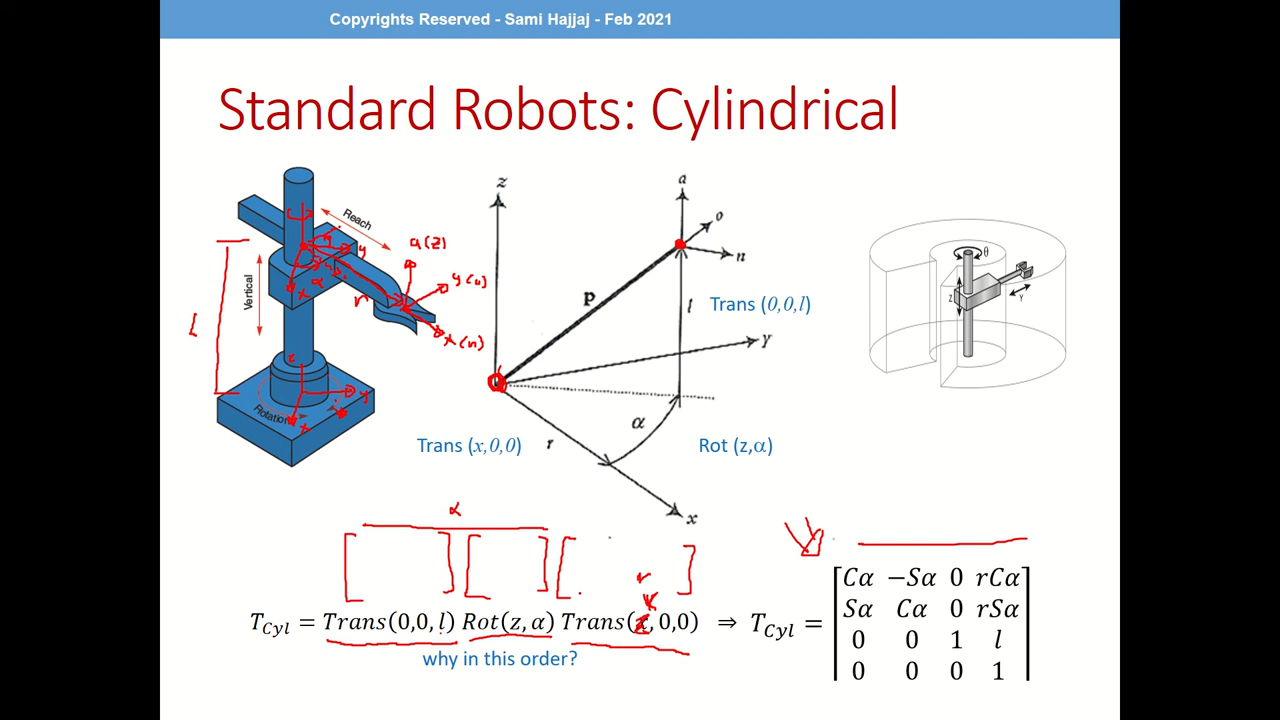 Copyrights Reserved - Sami Hajjaj - Feb 2021
Standard Robots: Cylindrical
Reach
Vertical
Rotation
L
r
α
x
y
z
a(z)
x(n)
z
a
o
n
p
l
Trans (0,0,l)
y
α
r
Trans (x,0,0)
Rot (z,α)
x
θ
Z
Y
α
r
T_Cyl = Trans(0,0,l) Rot(z,α) Trans( ,0,0) ⇒ T_Cyl =
why in this order?
Cα −Sα 0 rCα
Sα Cα 0 rSα
0 0 1 l
0 0 0 1